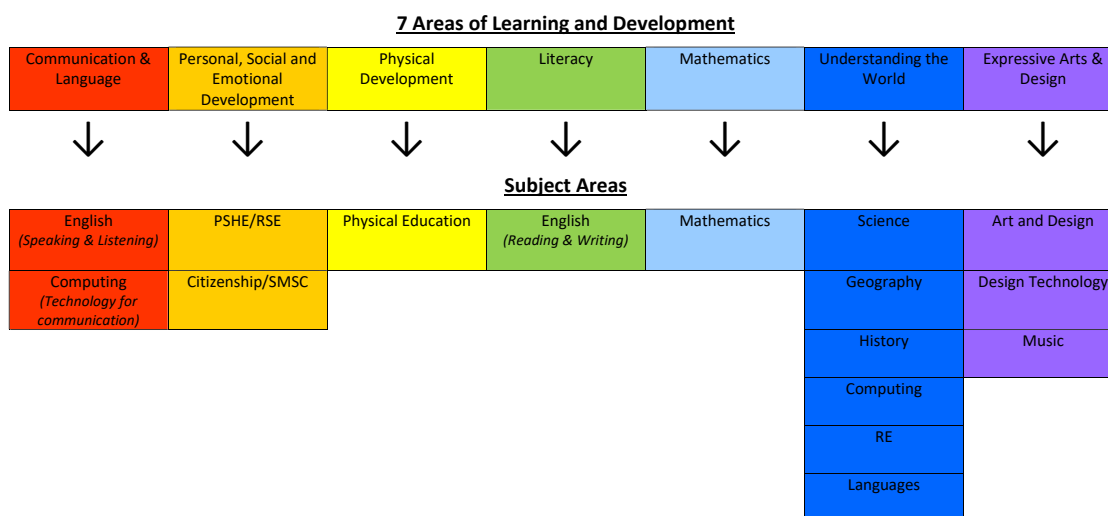 7 Areas of Learning and Development
Communication &
Language
Personal, Social and
Emotional
Development
Physical
Development
Literacy
Mathematics
Understanding the
World
Expressive Arts &
Design
Subject Areas
English
(Speaking & Listening)
PSHE/RSE
Physical Education
English
(Reading & Writing)
Mathematics
Science
Art and Design
Computing
(Technology for
communication)
Citizenship/SMSC
Geography
Design Technology
History
Music
Computing
RE
Languages